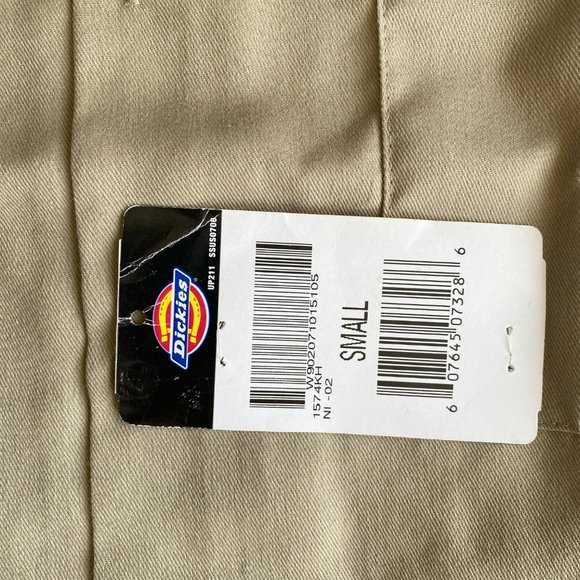 UP211 SSUS0708
Dickies
W902071015105
1574KH
NI -02
SMALL
6 07645 07328 6